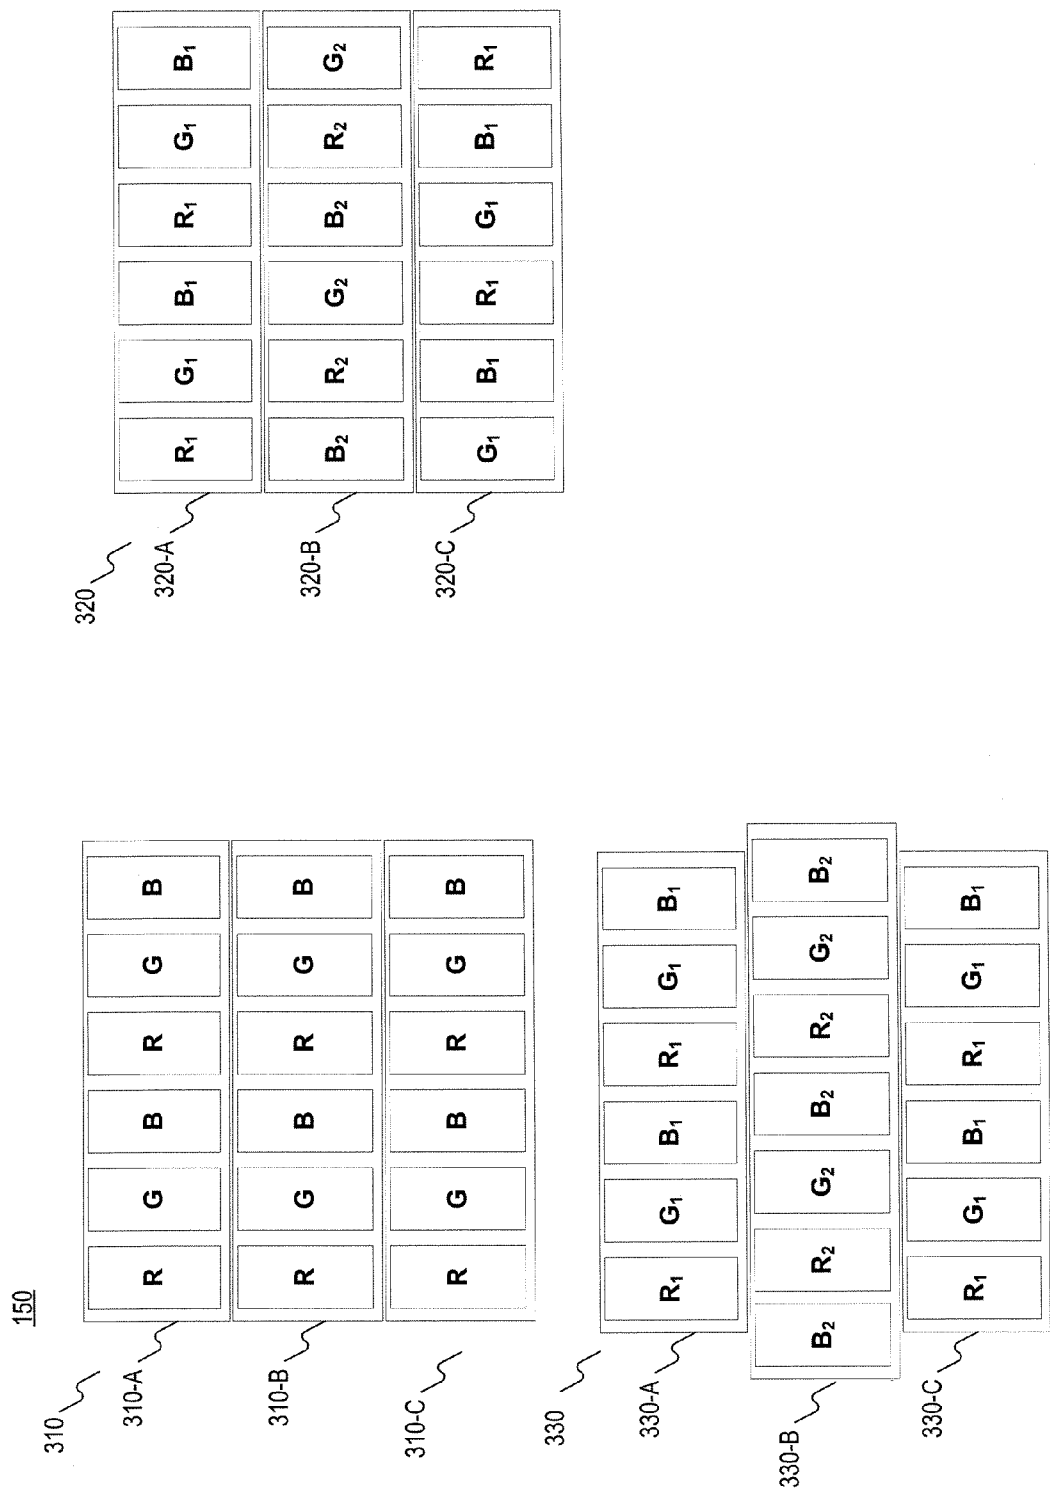 150
310
310-A R G B R G B
310-B R G B R G B
310-C R G B R G B
320
320-A R₁ G₁ B₁ R₁ G₁ B₁
320-B B₂ R₂ G₂ B₂ R₂ G₂
320-C G₁ B₁ R₁ G₁ B₁ R₁
330
330-A R₁ G₁ B₁ R₁ G₁ B₁
330-B B₂ R₂ G₂ B₂ R₂ G₂ B₂
330-C R₁ G₁ B₁ R₁ G₁ B₁